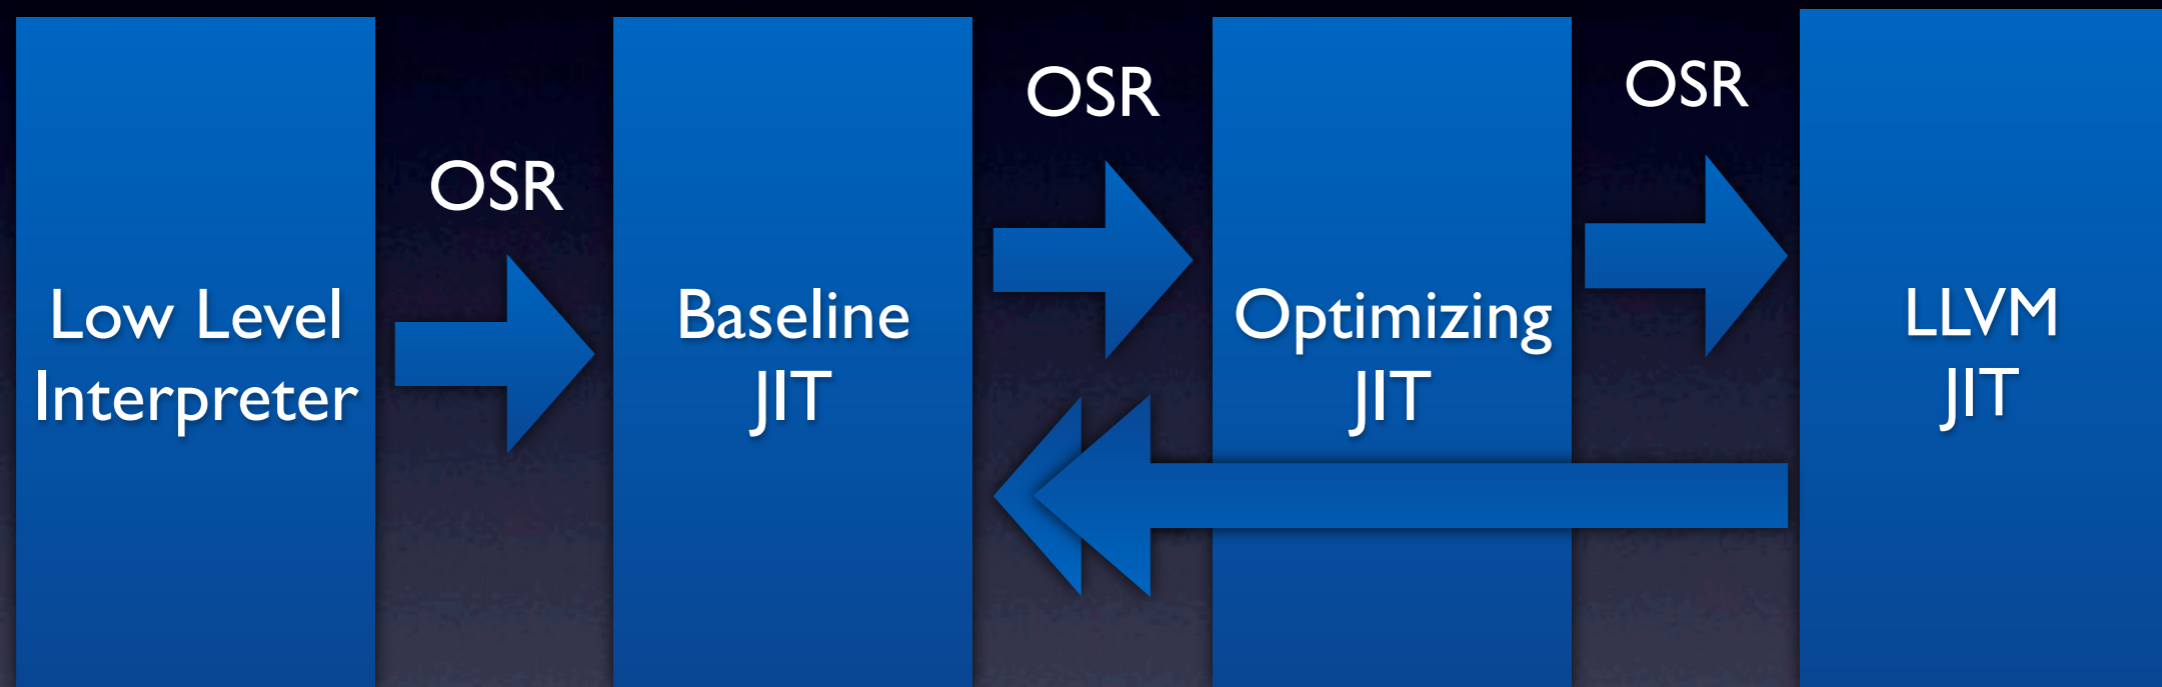 Low Level
Interpreter
OSR
Baseline
JIT
OSR
Optimizing
JIT
OSR
LLVM
JIT